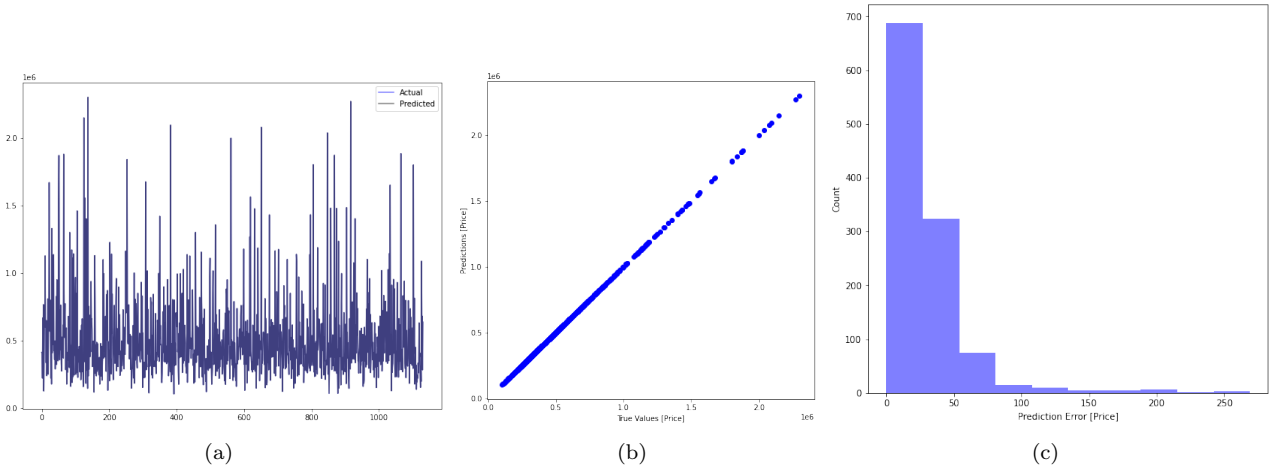 1e6
Actual
Predicted
2.0
1.5
1.0
0.5
0.0
0 200 400 600 800 1000
(a)
1e6
Predictions [Price]
2.0
1.5
1.0
0.5
0.0
0.0 0.5 1.0 1.5 2.0
1e6
True Values [Price]
(b)
Count
700
600
500
400
300
200
100
0
0 50 100 150 200 250
Prediction Error [Price]
(c)